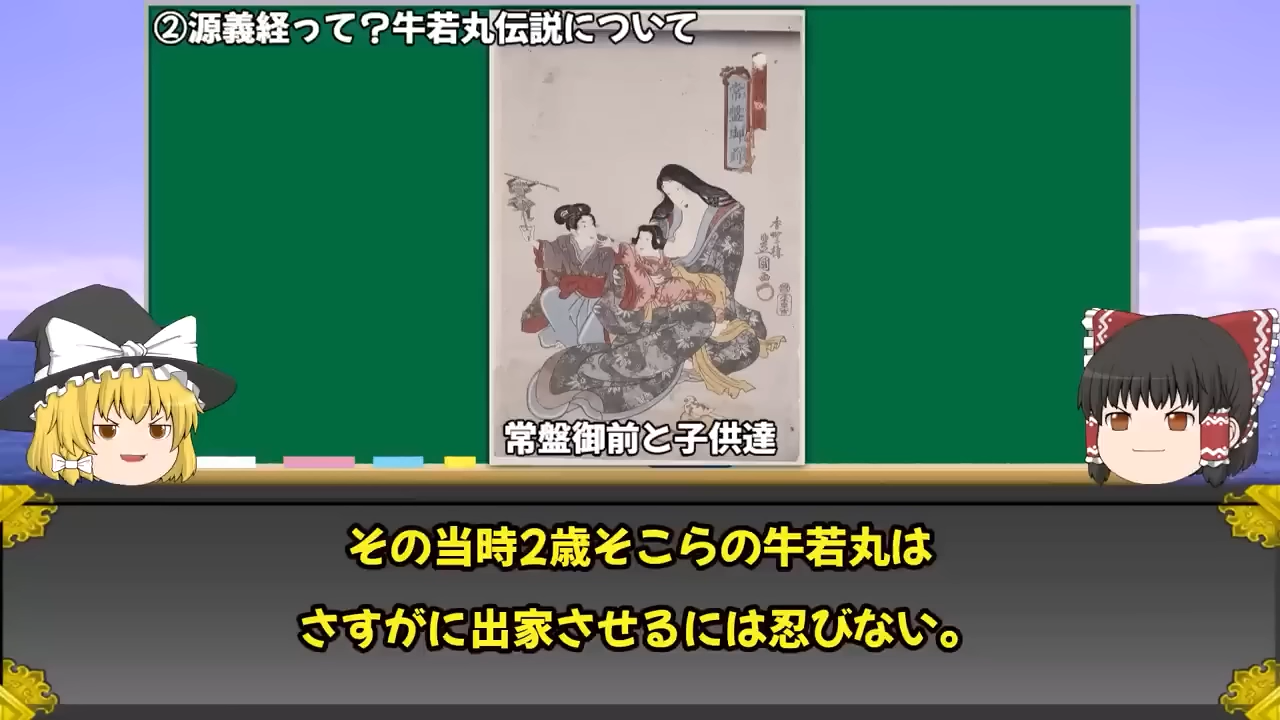 ②源義経って？牛若丸伝説について
常盤御前
常盤御前と子供達
その当時2歳そこらの牛若丸は
さすがに出家させるには忍びない。